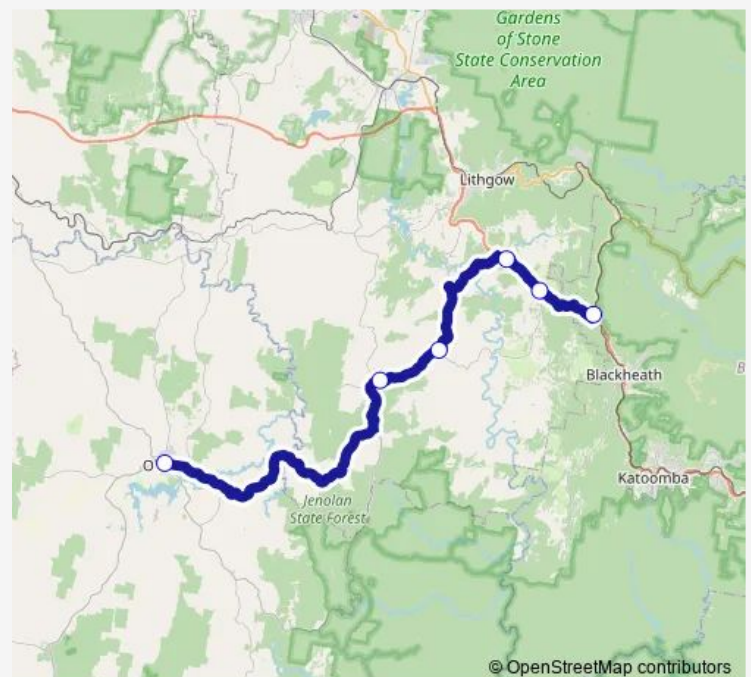 Gardens
of Stone
State Conservation
Area
Lithgow
Blackheath
B
Katoomba
O
Jenolan
State Forest
© OpenStreetMap contributors